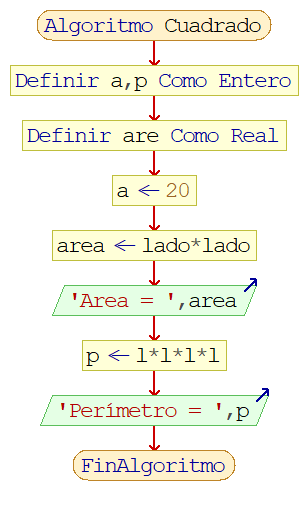 Algoritmo Cuadrado
Definir a,p Como Entero
Definir are Como Real
a ← 20
area ← lado*lado
'Area = ',area
p ← l*l*l*l
'Perímetro = ',p
FinAlgoritmo